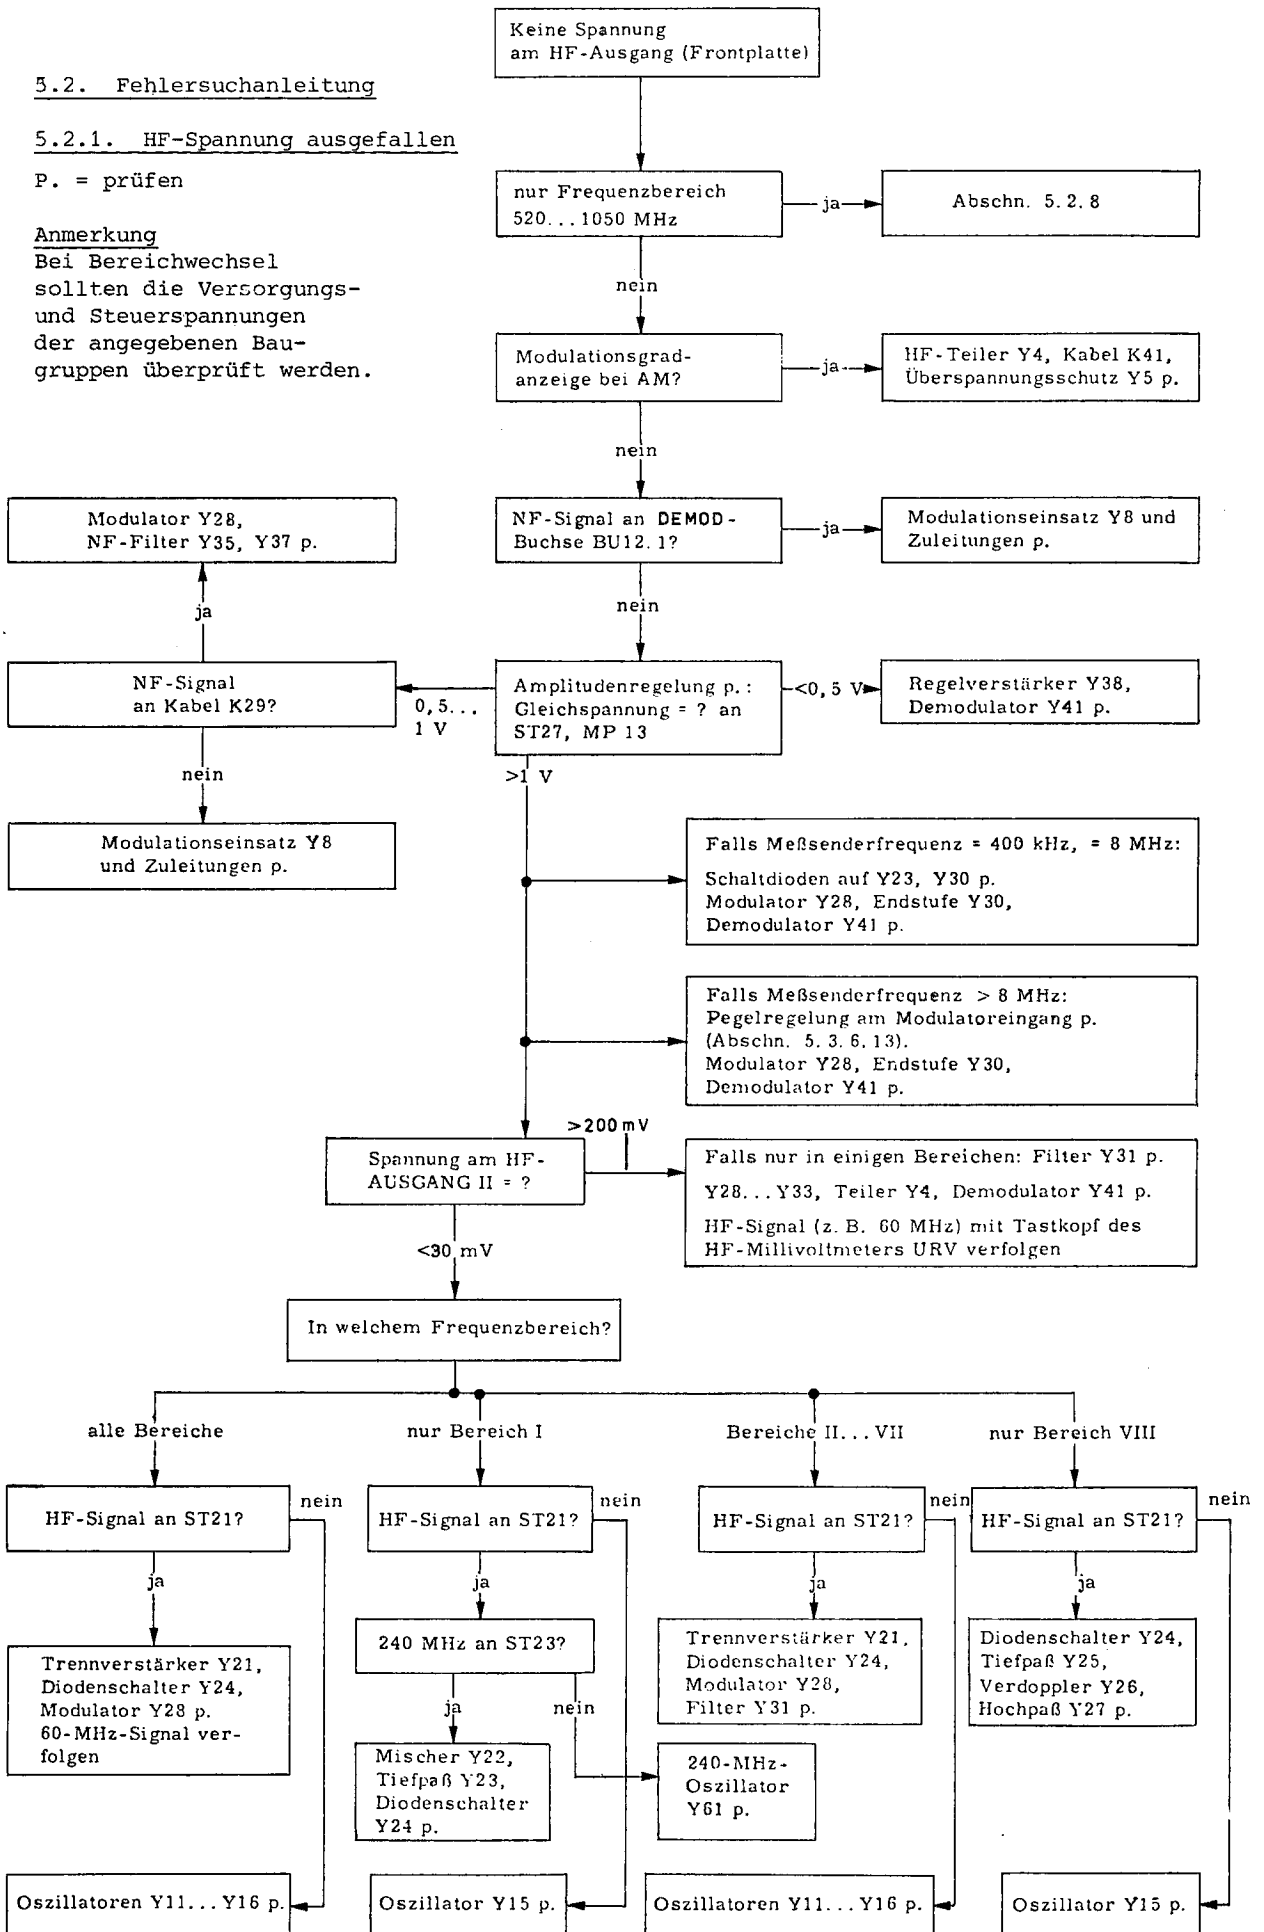 Keine Spannung
am HF-Ausgang (Frontplatte)
5.2. Fehlersuchanleitung
5.2.1. HF-Spannung ausgefallen
P. = prüfen
Anmerkung
Bei Bereichwechsel
sollten die Versorgungs-
und Steuerspannungen
der angegebenen Bau-
gruppen überprüft werden.
nur Frequenzbereich
520...1050 MHz
ja
Abschn. 5.2.8
nein
Modulationsgrad-
anzeige bei AM?
ja
HF-Teiler Y4, Kabel K41,
Überspannungsschutz Y5 p.
nein
NF-Signal an DEMOD-
Buchse BU12.1?
ja
Modulationseinsatz Y8 und
Zuleitungen p.
Modulator Y28,
NF-Filter Y35, Y37 p.
ja
nein
NF-Signal
an Kabel K29?
0,5...
1 V
Amplitudenregelung p.:
Gleichspannung = ? an
ST27, MP 13
<0,5 V
Regelverstärker Y38,
Demodulator Y41 p.
nein
>1 V
Modulationseinsatz Y8
und Zuleitungen p.
Falls Meßsenderfrequenz = 400 kHz, = 8 MHz:
Schaltdioden auf Y23, Y30 p.
Modulator Y28, Endstufe Y30,
Demodulator Y41 p.
Falls Meßsenderfrequenz > 8 MHz:
Pegelregelung am Modulatoreingang p.
(Abschn. 5.3.6.13).
Modulator Y28, Endstufe Y30,
Demodulator Y41 p.
Spannung am HF-
AUSGANG II = ?
>200 mV
Falls nur in einigen Bereichen: Filter Y31 p.
Y28...Y33, Teiler Y4, Demodulator Y41 p.
HF-Signal (z. B. 60 MHz) mit Tastkopf des
HF-Millivoltmeters URV verfolgen
<30 mV
In welchem Frequenzbereich?
alle Bereiche
nur Bereich I
Bereiche II...VII
nur Bereich VIII
HF-Signal an ST21?
nein
HF-Signal an ST21?
nein
HF-Signal an ST21?
nein
HF-Signal an ST21?
nein
ja
ja
ja
ja
Trennverstärker Y21,
Diodenschalter Y24,
Modulator Y28 p.
60-MHz-Signal ver-
folgen
240 MHz an ST23?
ja
nein
Mischer Y22,
Tiefpaß Y23,
Diodenschalter
Y24 p.
240-MHz-
Oszillator
Y61 p.
Trennverstärker Y21,
Diodenschalter Y24,
Modulator Y28,
Filter Y31 p.
Diodenschalter Y24,
Tiefpaß Y25,
Verdoppler Y26,
Hochpaß Y27 p.
Oszillatoren Y11...Y16 p.
Oszillator Y15 p.
Oszillatoren Y11...Y16 p.
Oszillator Y15 p.